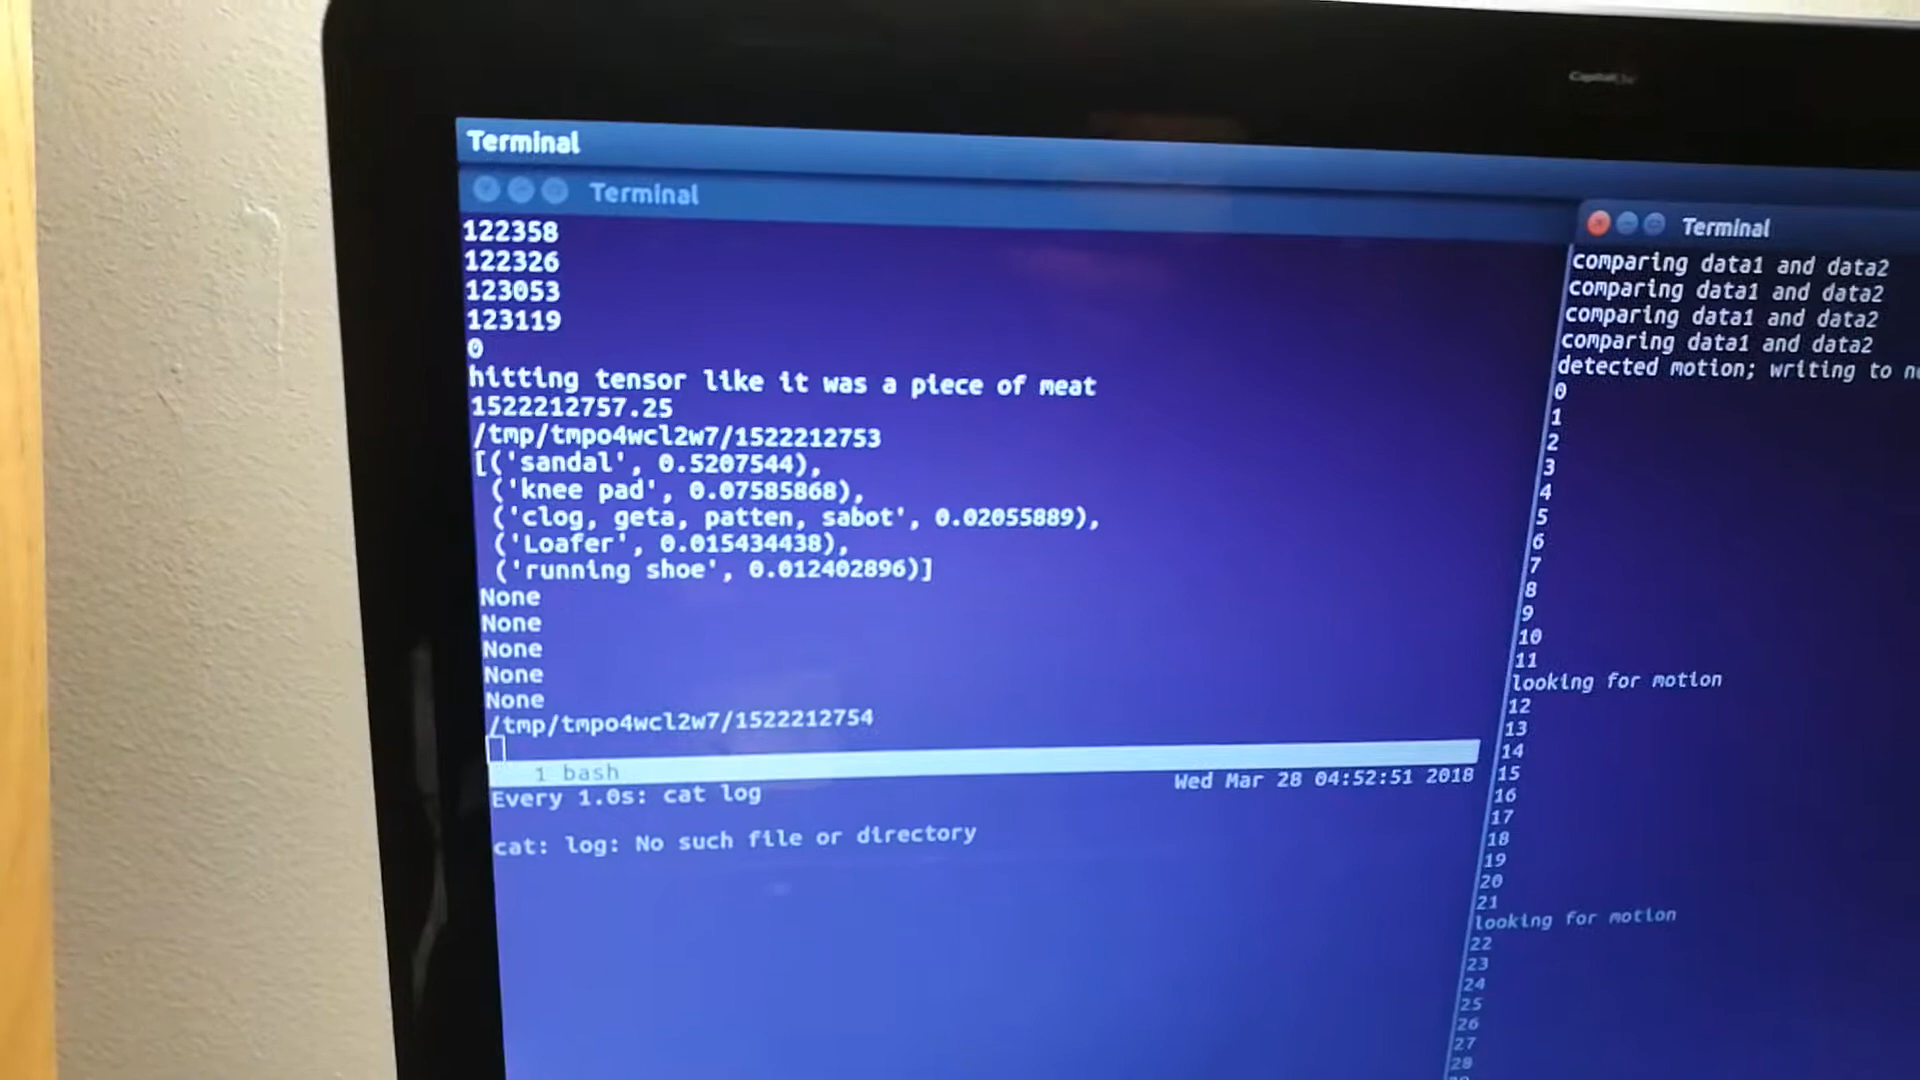 Terminal
Terminal
122358
122326
123053
123119
0
hitting tensor like it was a piece of meat
1522212757.25
/tmp/tmpo4wcl2w7/1522212753
[('sandal', 0.5207544),
('knee pad', 0.07585868),
('clog, geta, patten, sabot', 0.02055889),
('Loafer', 0.015434438),
('running shoe', 0.012402896)]
None
None
None
None
None
/tmp/tmpo4wcl2w7/1522212754
1 bash
Every 1.0s: cat log
Wed Mar 28 04:52:51 2018
cat: log: No such file or directory
Terminal
comparing data1 and data2
comparing data1 and data2
comparing data1 and data2
comparing data1 and data2
detected motion; writing to
0
1
2
3
4
5
6
7
8
9
10
11
looking for motion
12
13
14
15
16
17
18
19
20
21
looking for motion
22
23
24
25
26
27
28